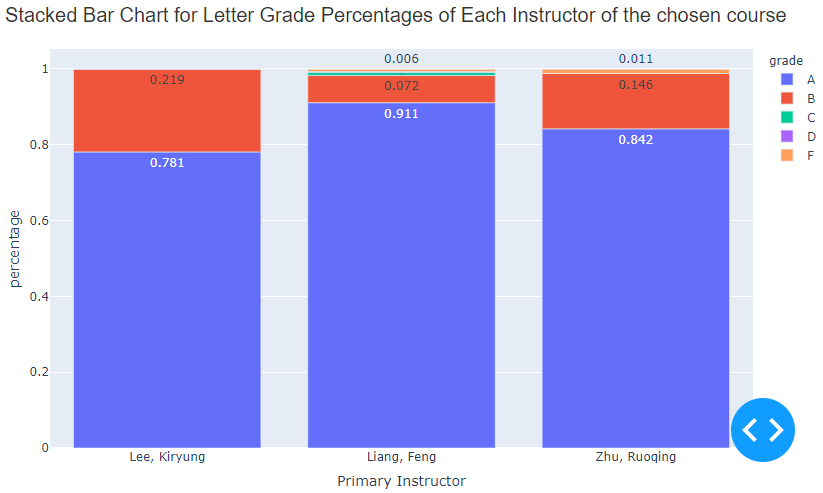 Stacked Bar Chart for Letter Grade Percentages of Each Instructor of the chosen course
grade
A
B
C
D
F
percentage
1
0.8
0.6
0.4
0.2
0
0.219
0.781
0.006
0.072
0.911
0.011
0.146
0.842
Lee, Kiryung
Liang, Feng
Zhu, Ruoqing
Primary Instructor